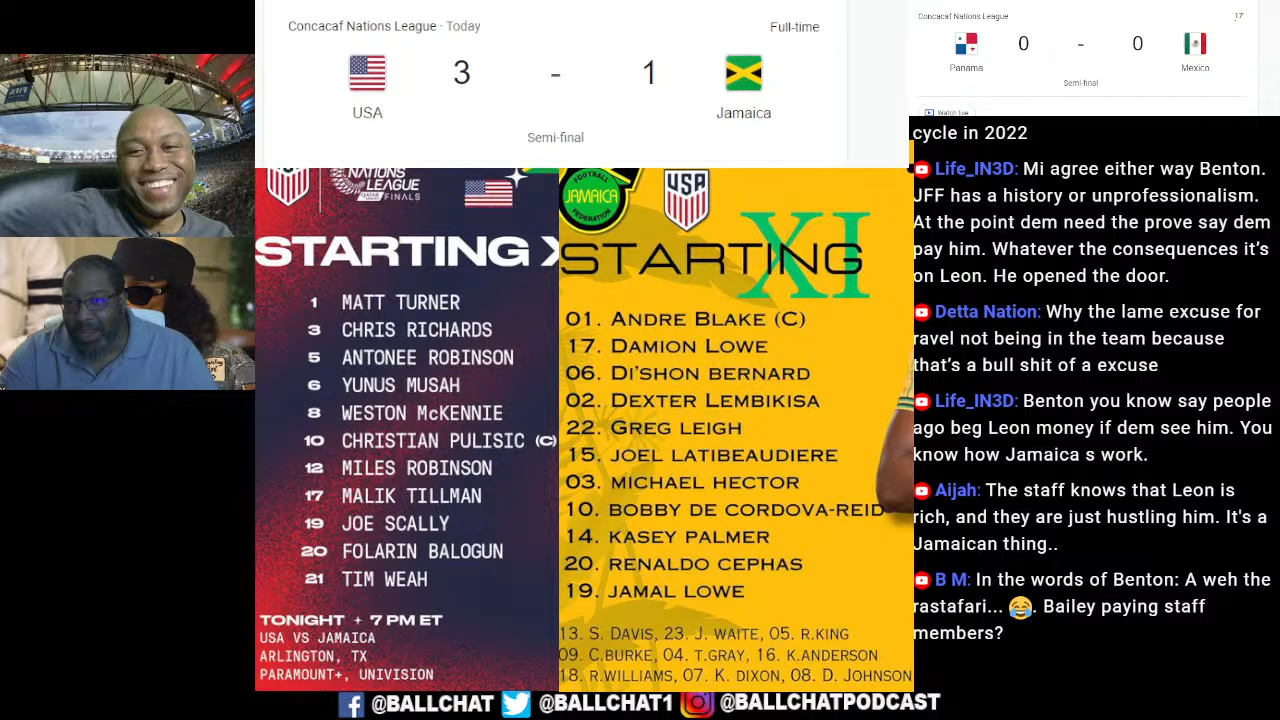 Concacaf Nations League · Today
Full-time
3 - 1
USA
Jamaica
Semi-final
Concacaf Nations League
17'
0 - 0
Panama
Mexico
Semi-final
Watch live
NATIONS
LEAGUE
FINALS
STARTING X
1 MATT TURNER
3 CHRIS RICHARDS
5 ANTONEE ROBINSON
6 YUNUS MUSAH
8 WESTON McKENNIE
10 CHRISTIAN PULISIC (C)
12 MILES ROBINSON
17 MALIK TILLMAN
19 JOE SCALLY
20 FOLARIN BALOGUN
21 TIM WEAH
TONIGHT + 7 PM ET
USA VS JAMAICA
ARLINGTON, TX
PARAMOUNT+, UNIVISION
FOOTBALL
JAMAICA
FEDERATION
USA
STARTING
XI
01. ANDRE BLAKE (C)
17. DAMION LOWE
06. DI'SHON BERNARD
02. DEXTER LEMBIKISA
22. GREG LEIGH
15. JOEL LATIBEAUDIERE
03. MICHAEL HECTOR
10. BOBBY DE CORDOVA-REID
14. KASEY PALMER
20. RENALDO CEPHAS
19. JAMAL LOWE
13. S. DAVIS, 23. J. WAITE, 05. R.KING
09. C.BURKE, 04. T.GRAY, 16. K.ANDERSON
18. R.WILLIAMS, 07. K. DIXON, 08. D. JOHNSON
cycle in 2022
Life_IN3D: Mi agree either way Benton.
JFF has a history or unprofessionalism.
At the point dem need the prove say dem
pay him. Whatever the consequences it’s
on Leon. He opened the door.
Detta Nation: Why the lame excuse for
ravel not being in the team because
that’s a bull shit of a excuse
Life_IN3D: Benton you know say people
ago beg Leon money if dem see him. You
know how Jamaica s work.
Aijah: The staff knows that Leon is
rich, and they are just hustling him. It's a
Jamaican thing..
B M: In the words of Benton: A weh the
rastafari... 😂. Bailey paying staff
members?
@BALLCHAT @BALLCHAT1 @BALLCHATPODCAST